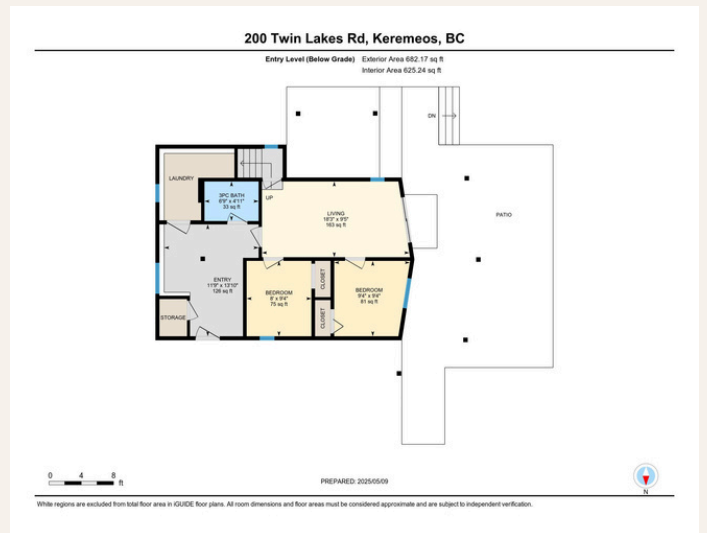 200 Twin Lakes Rd, Keremeos, BC
Entry Level (Below Grade) Exterior Area 682.17 sq ft
Interior Area 625.24 sq ft
DN
LAUNDRY
3PC BATH
6'9" x 4'11"
33 sq ft
UP
LIVING
18'3" x 9'5"
163 sq ft
PATIO
ENTRY
11'9" x 13'10"
126 sq ft
BEDROOM
8' x 9'4"
75 sq ft
CLOSET
CLOSET
BEDROOM
9'4" x 9'4"
81 sq ft
STORAGE
0 4 8
ft
PREPARED: 2025/05/09
N
White regions are excluded from total floor area in iGUIDE floor plans. All room dimensions and floor areas must be considered approximate and are subject to independent verification.